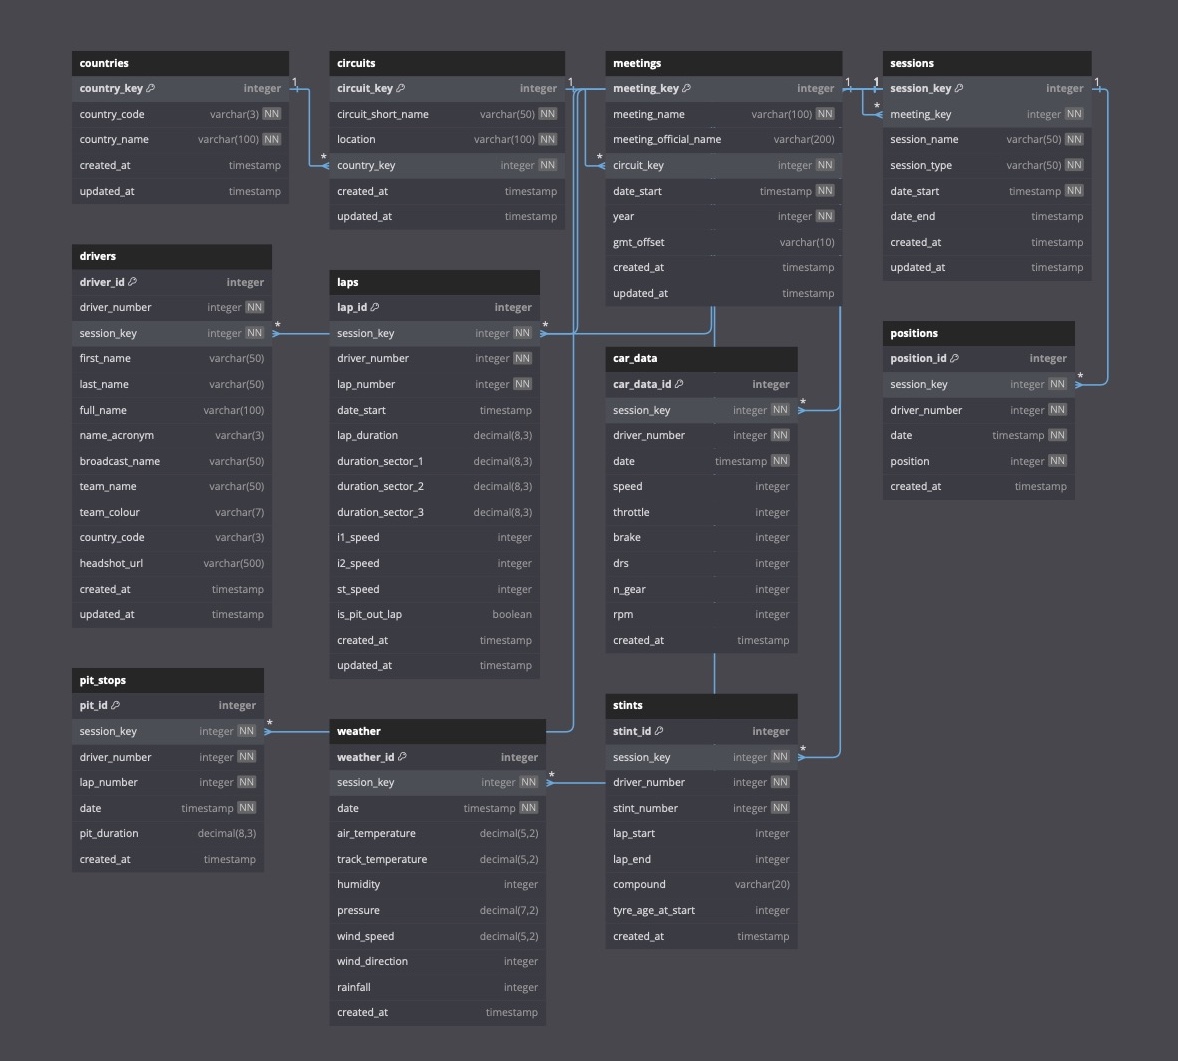 countries
country_key integer
country_code varchar(3) NN
country_name varchar(100) NN
created_at timestamp
updated_at timestamp
1
*
circuits
circuit_key integer
circuit_short_name varchar(50) NN
location varchar(100) NN
country_key integer NN
created_at timestamp
updated_at timestamp
1
*
meetings
meeting_key integer
meeting_name varchar(100) NN
meeting_official_name varchar(200)
circuit_key integer NN
date_start timestamp NN
year integer NN
gmt_offset varchar(10)
created_at timestamp
updated_at timestamp
1
1
*
sessions
session_key integer
meeting_key integer NN
session_name varchar(50) NN
session_type varchar(50) NN
date_start timestamp NN
date_end timestamp
created_at timestamp
updated_at timestamp
1
drivers
driver_id integer
driver_number integer NN
session_key integer NN
first_name varchar(50)
last_name varchar(50)
full_name varchar(100)
name_acronym varchar(3)
broadcast_name varchar(50)
team_name varchar(50)
team_colour varchar(7)
country_code varchar(3)
headshot_url varchar(500)
created_at timestamp
updated_at timestamp
*
laps
lap_id integer
session_key integer NN
driver_number integer NN
lap_number integer NN
date_start timestamp
lap_duration decimal(8,3)
duration_sector_1 decimal(8,3)
duration_sector_2 decimal(8,3)
duration_sector_3 decimal(8,3)
i1_speed integer
i2_speed integer
st_speed integer
is_pit_out_lap boolean
created_at timestamp
updated_at timestamp
*
car_data
car_data_id integer
session_key integer NN
driver_number integer NN
date timestamp NN
speed integer
throttle integer
brake integer
drs integer
n_gear integer
rpm integer
created_at timestamp
*
positions
position_id integer
session_key integer NN
driver_number integer NN
date timestamp NN
position integer NN
created_at timestamp
*
pit_stops
pit_id integer
session_key integer NN
driver_number integer NN
lap_number integer NN
date timestamp NN
pit_duration decimal(8,3)
created_at timestamp
*
weather
weather_id integer
session_key integer NN
date timestamp NN
air_temperature decimal(5,2)
track_temperature decimal(5,2)
humidity integer
pressure decimal(7,2)
wind_speed decimal(5,2)
wind_direction integer
rainfall integer
created_at timestamp
*
stints
stint_id integer
session_key integer NN
driver_number integer NN
stint_number integer NN
lap_start integer
lap_end integer
compound varchar(20)
tyre_age_at_start integer
created_at timestamp
*